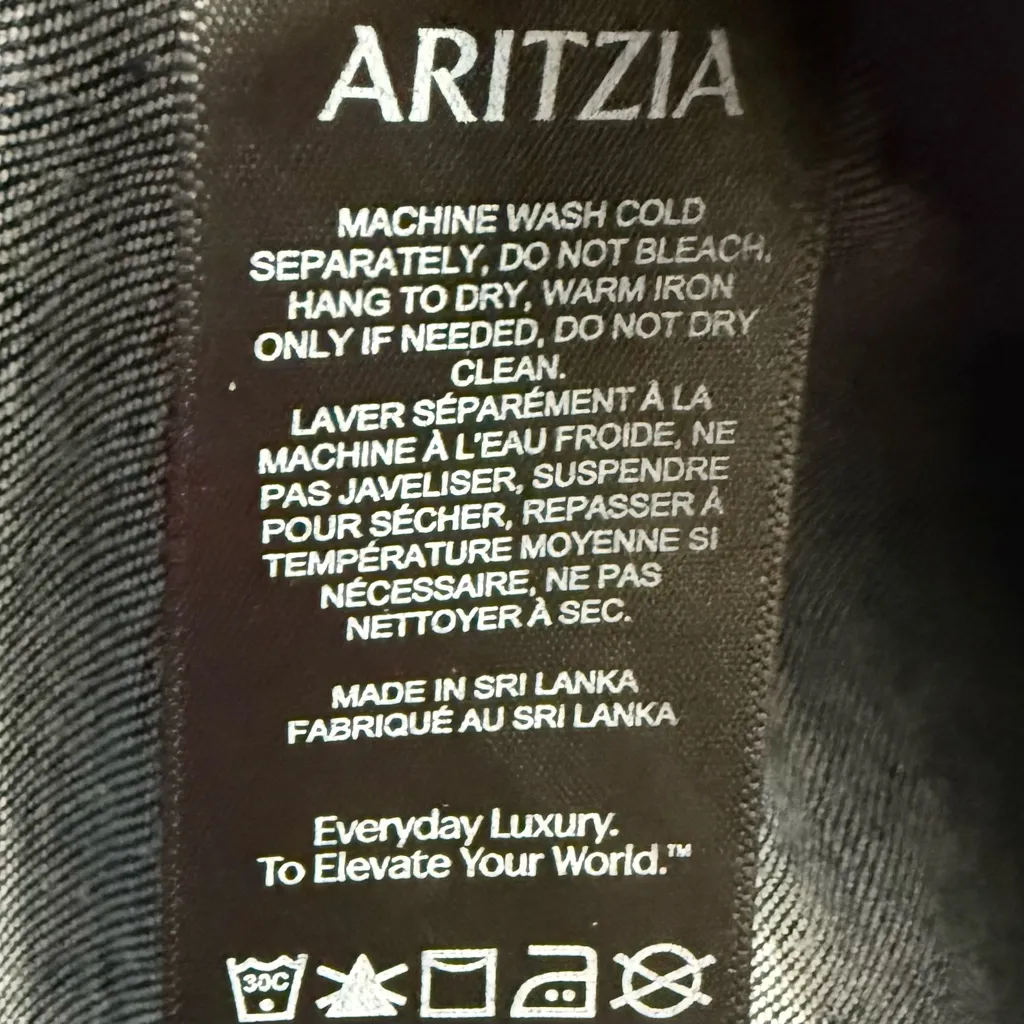 ARITZIA
MACHINE WASH COLD
SEPARATELY, DO NOT BLEACH,
HANG TO DRY, WARM IRON
ONLY IF NEEDED, DO NOT DRY
CLEAN.
LAVER SÉPARÉMENT À LA
MACHINE À L'EAU FROIDE, NE
PAS JAVELISER, SUSPENDRE
POUR SÉCHER, REPASSER À
TEMPÉRATURE MOYENNE SI
NÉCESSAIRE, NE PAS
NETTOYER À SEC.
MADE IN SRI LANKA
FABRIQUÉ AU SRI LANKA
Everyday Luxury.
To Elevate Your World.™
30C